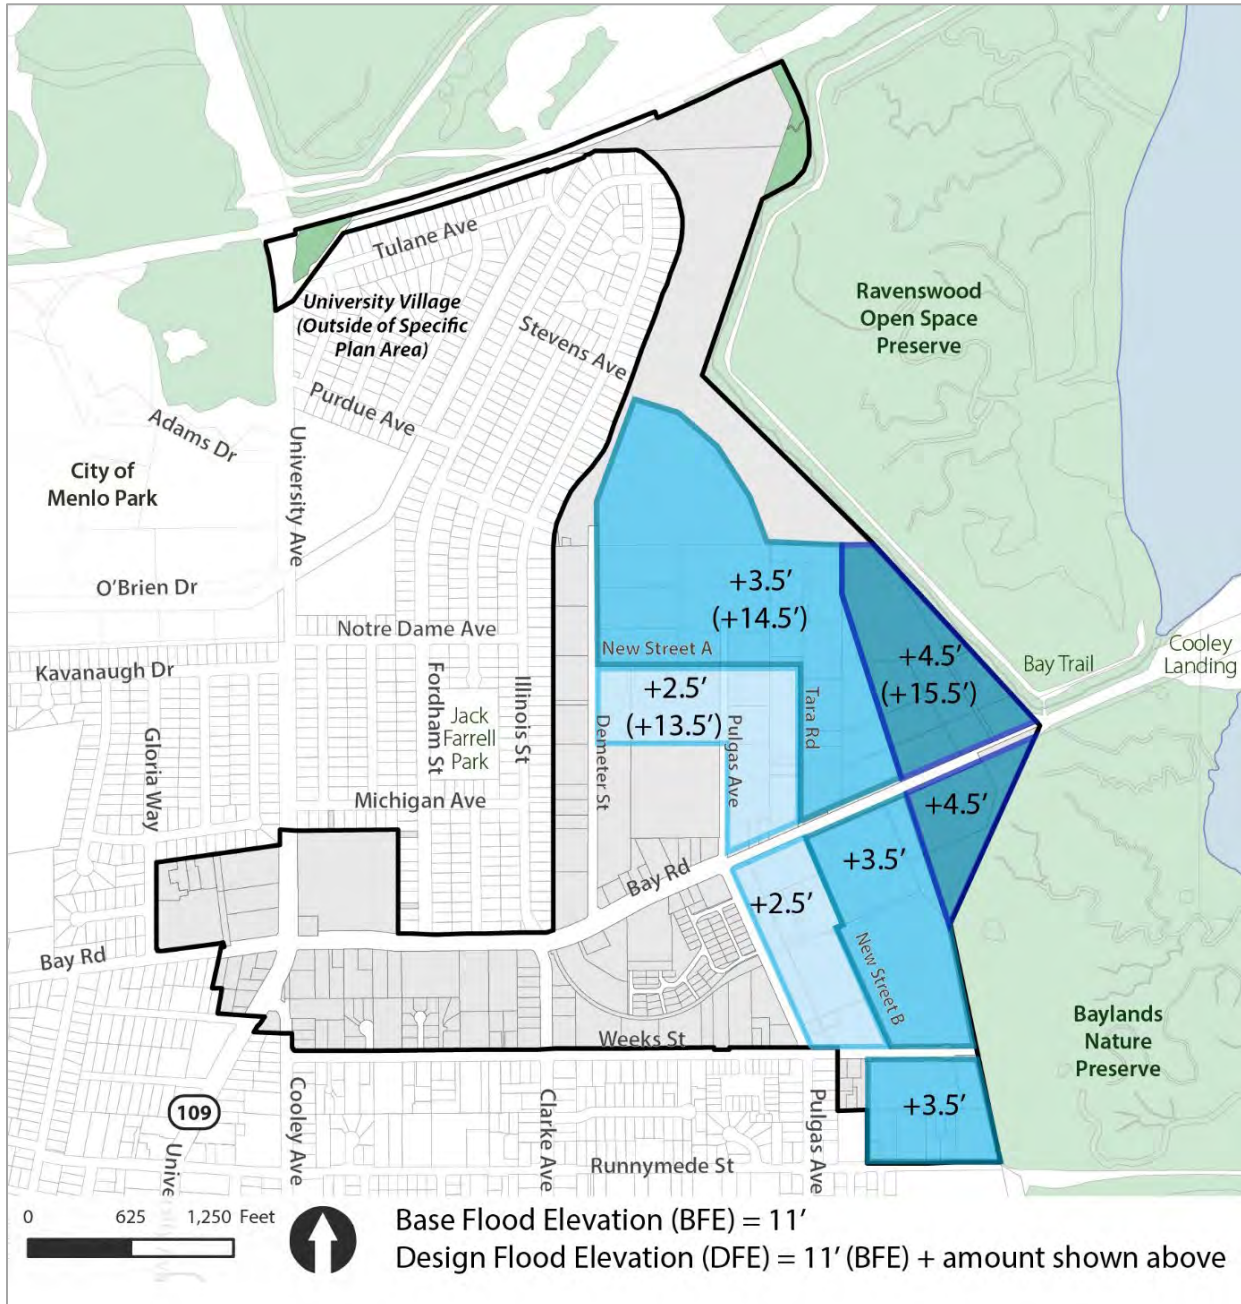 Tulane Ave
University Village
(Outside of Specific
Plan Area)
Stevens Ave
Ravenswood
Open Space
Preserve
Purdue Ave
Adams Dr
University Ave
City of
Menlo Park
O'Brien Dr
+3.5'
(+14.5')
Notre Dame Ave
New Street A
Kavanaugh Dr
Fordham St
Illinois St
+2.5'
(+13.5')
Tara Rd
+4.5'
(+15.5')
Bay Trail
Cooley
Landing
Jack
Farrell
Park
Demeter St
Pulgas Ave
Gloria Way
Michigan Ave
+4.5'
+3.5'
Bay Rd
+2.5'
Bay Rd
New Street B
Weeks St
Baylands
Nature
Preserve
109
Cooley Ave
Clarke Ave
Pulgas Ave
+3.5'
Runnymede St
Unive
0 625 1,250 Feet
Base Flood Elevation (BFE) = 11'
Design Flood Elevation (DFE) = 11' (BFE) + amount shown above